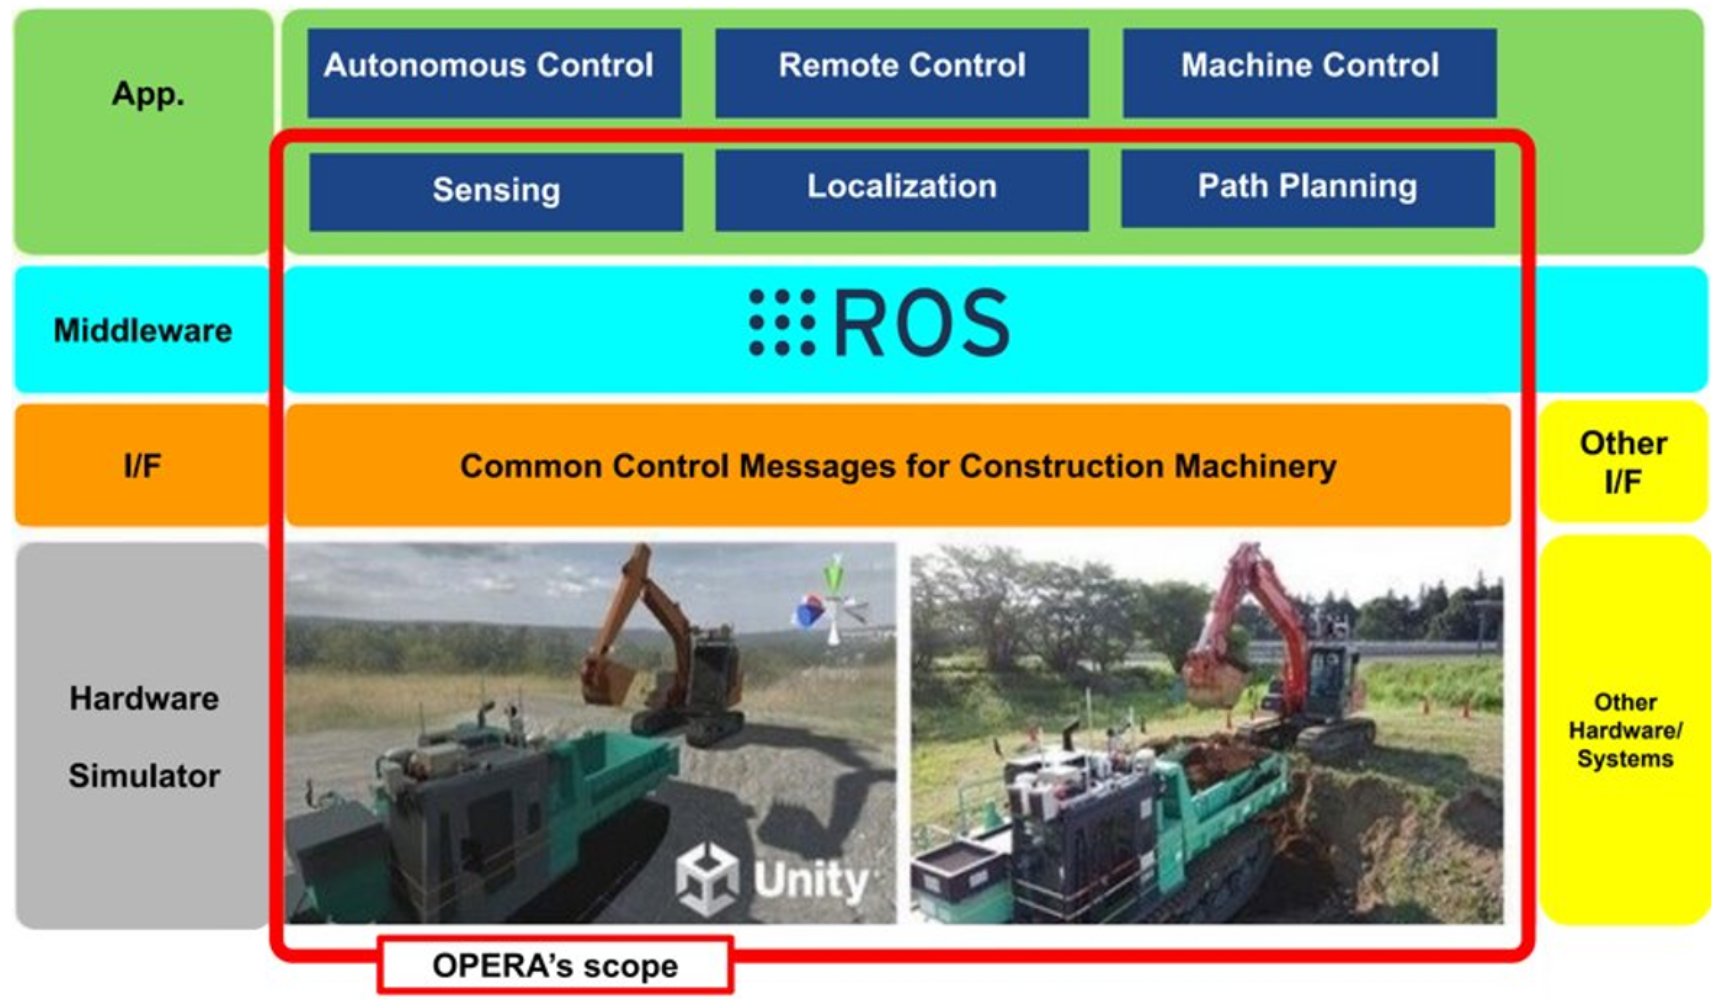 App.
Autonomous Control
Remote Control
Machine Control
Sensing
Localization
Path Planning
Middleware
ROS
I/F
Common Control Messages for Construction Machinery
Other
I/F
Hardware
Simulator
Unity
Other
Hardware/
Systems
OPERA's scope